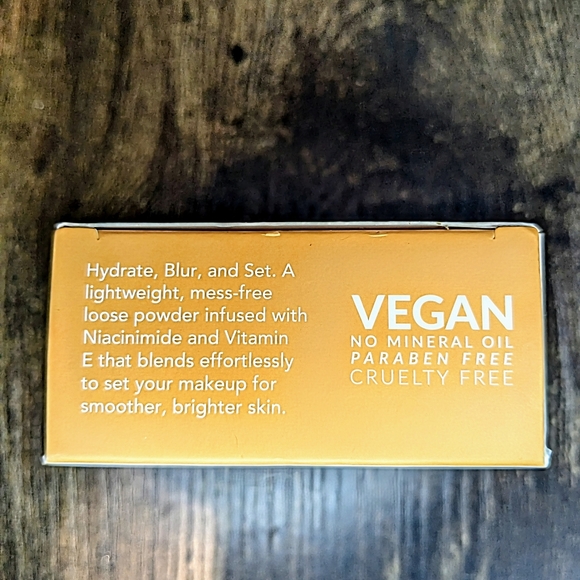 Hydrate, Blur, and Set. A
lightweight, mess-free
loose powder infused with
Niacinimide and Vitamin
E that blends effortlessly
to set your makeup for
smoother, brighter skin.
VEGAN
NO MINERAL OIL
PARABEN FREE
CRUELTY FREE